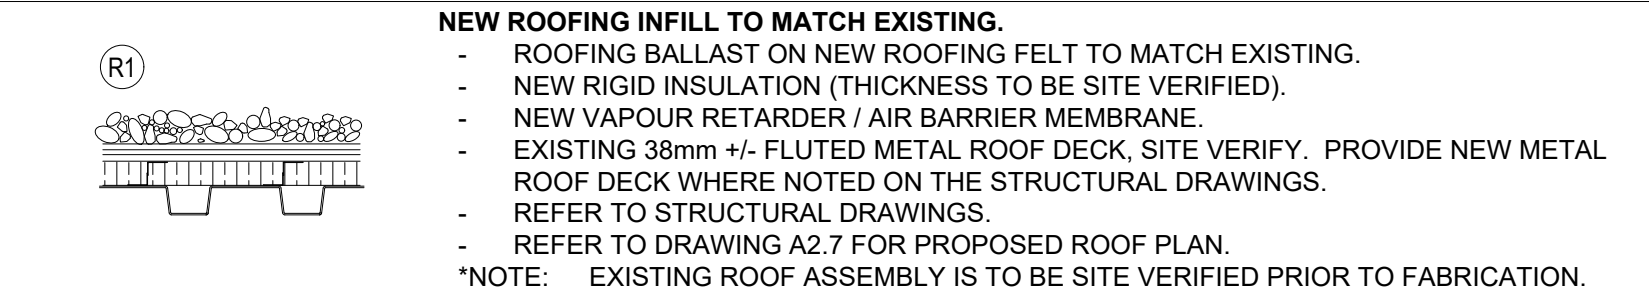 NEW ROOFING INFILL TO MATCH EXISTING.
R1
- ROOFING BALLAST ON NEW ROOFING FELT TO MATCH EXISTING.
- NEW RIGID INSULATION (THICKNESS TO BE SITE VERIFIED).
- NEW VAPOUR RETARDER / AIR BARRIER MEMBRANE.
- EXISTING 38mm +/- FLUTED METAL ROOF DECK, SITE VERIFY. PROVIDE NEW METAL
ROOF DECK WHERE NOTED ON THE STRUCTURAL DRAWINGS.
- REFER TO STRUCTURAL DRAWINGS.
- REFER TO DRAWING A2.7 FOR PROPOSED ROOF PLAN.
*NOTE: EXISTING ROOF ASSEMBLY IS TO BE SITE VERIFIED PRIOR TO FABRICATION.